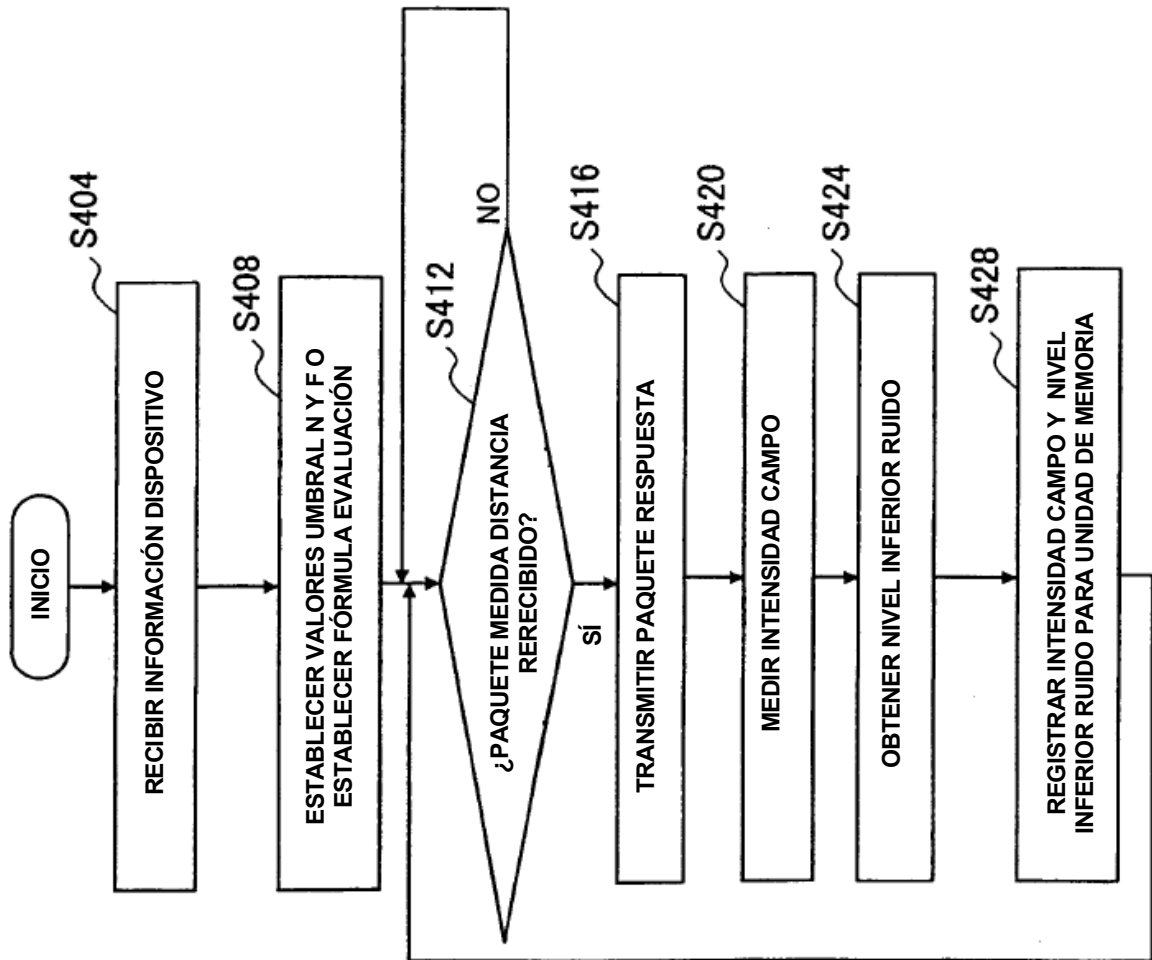 INICIO
S404
RECIBIR INFORMACIÓN DISPOSITIVO
S408
ESTABLECER VALORES UMBRAL N Y F O
ESTABLECER FÓRMULA EVALUACIÓN
S412
¿PAQUETE MEDIDA DISTANCIA
RERECIBIDO?
NO
SÍ
S416
TRANSMITIR PAQUETE RESPUESTA
S420
MEDIR INTENSIDAD CAMPO
S424
OBTENER NIVEL INFERIOR RUIDO
S428
REGISTRAR INTENSIDAD CAMPO Y NIVEL
INFERIOR RUIDO PARA UNIDAD DE MEMORIA